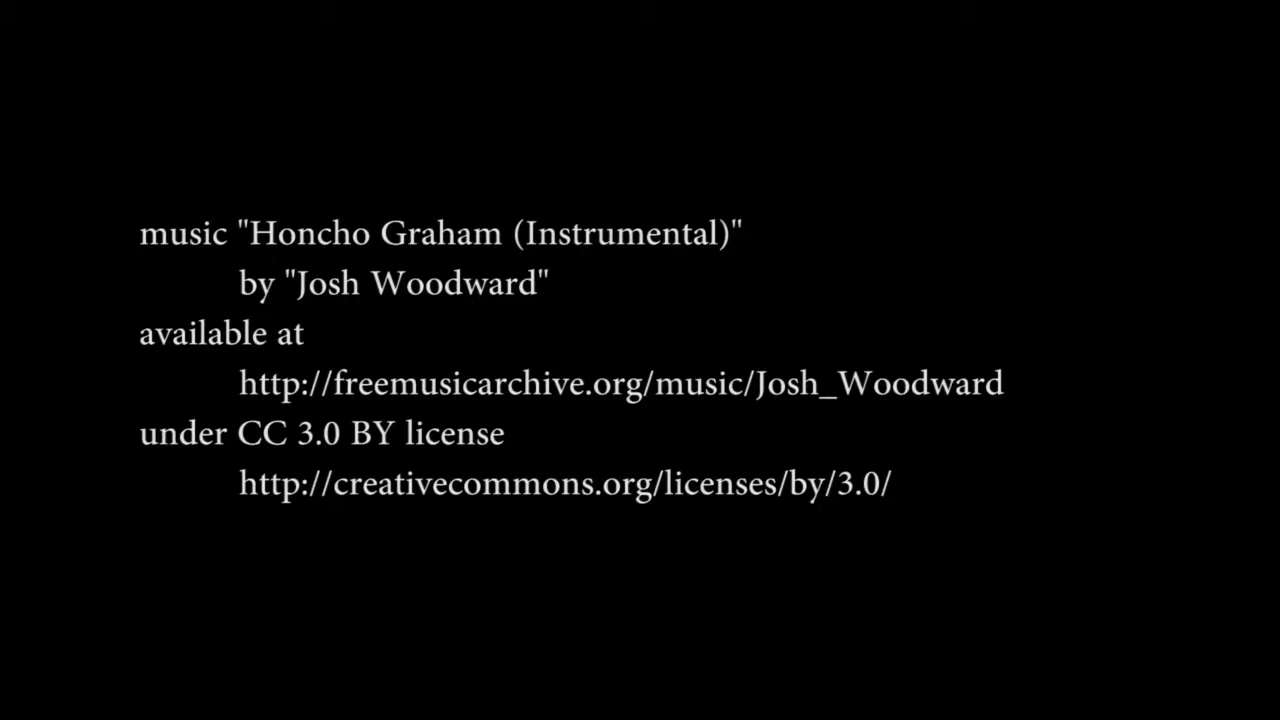 music "Honcho Graham (Instrumental)"
by "Josh Woodward"
available at
http://freemusicarchive.org/music/Josh_Woodward
under CC 3.0 BY license
http://creativecommons.org/licenses/by/3.0/